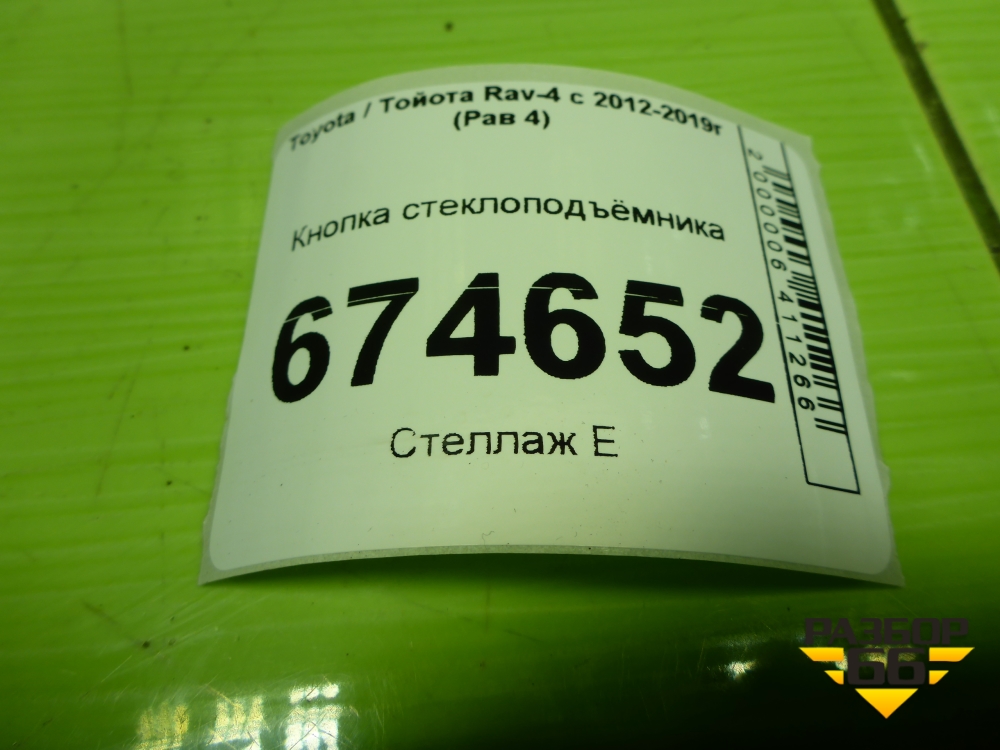 Toyota / Тойота Rav-4 с 2012-2019г
(Рав 4)
Кнопка стеклоподъёмника
674652
Стеллаж Е
2000006411266
РАЗБОР
66